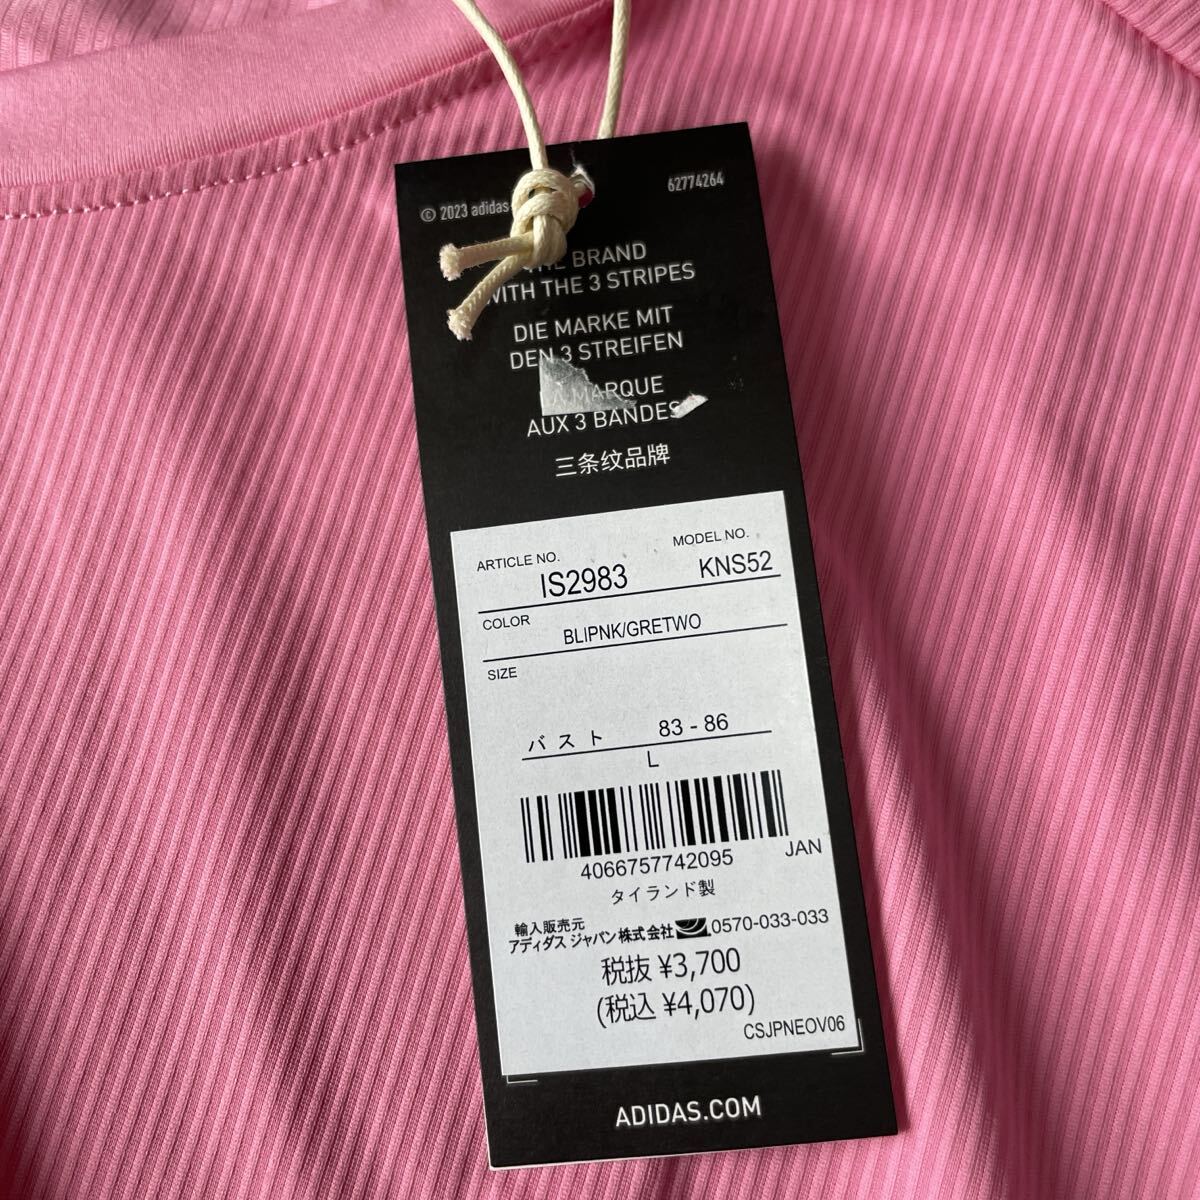 © 2023 adidas
62774264
BRAND
WITH THE 3 STRIPES
DIE MARKE MIT
DEN 3 STREIFEN
LA MARQUE
AUX 3 BANDES
三条纹品牌
ARTICLE NO. MODEL NO.
IS2983 KNS52
COLOR
BLIPNK/GRETWO
SIZE
バスト 83 - 86
L
4066757742095 JAN
タイランド製
輸入販売元
アディダス ジャパン株式会社 0570-033-033
税抜 ¥3,700
(税込 ¥4,070)
CSJPNEOV06
ADIDAS.COM